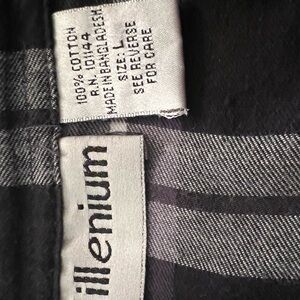 100% COTTON
R.N. 101144
MADE IN BANGLADESH
SIZE: L
SEE REVERSE
FOR CARE
illenium